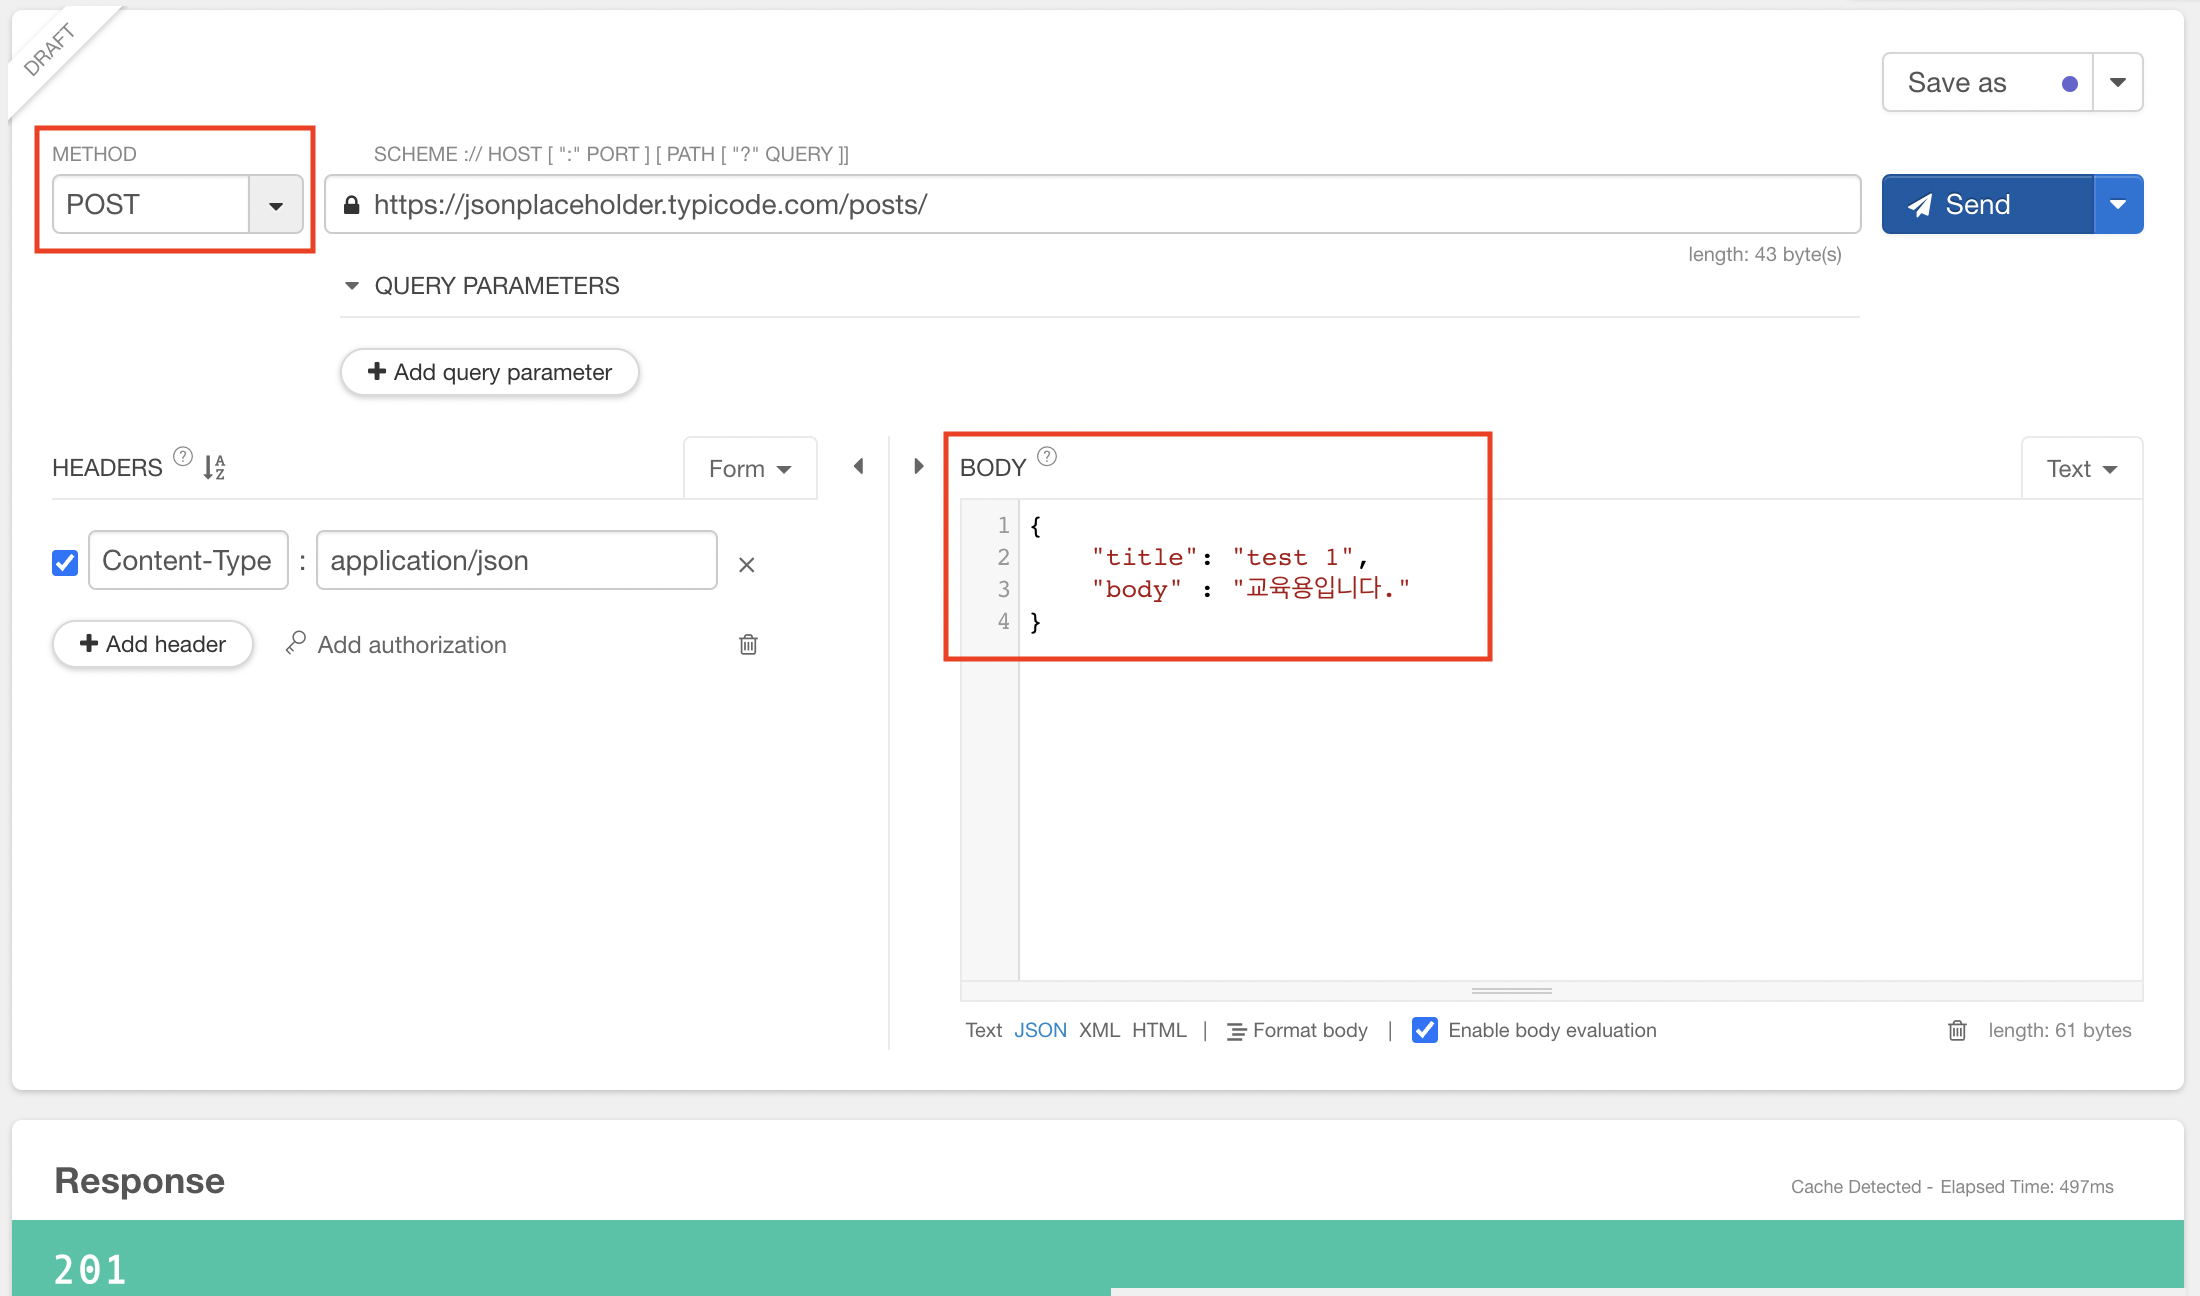 DRAFT
Save as
METHOD
SCHEME :// HOST [ ":" PORT ] [ PATH [ "?" QUERY ]]
POST
https://jsonplaceholder.typicode.com/posts/
Send
length: 43 byte(s)
QUERY PARAMETERS
Add query parameter
HEADERS ? A Z
Form
Content-Type : application/json
Add header Add authorization
BODY ?
Text
1 {
2 "title": "test 1",
3 "body" : "교육용입니다."
4 }
Text JSON XML HTML | Format body | Enable body evaluation length: 61 bytes
Response
Cache Detected - Elapsed Time: 497ms
201